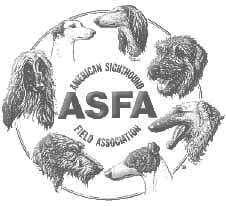 AMERICAN SIGHTHOUND
ASFA
FIELD ASSOCIATION